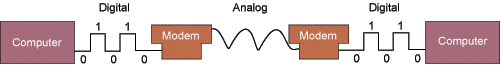 Digital Analog Digital
1 1 1 1
Computer Modem Modem Computer
0 0 0 0 0 0